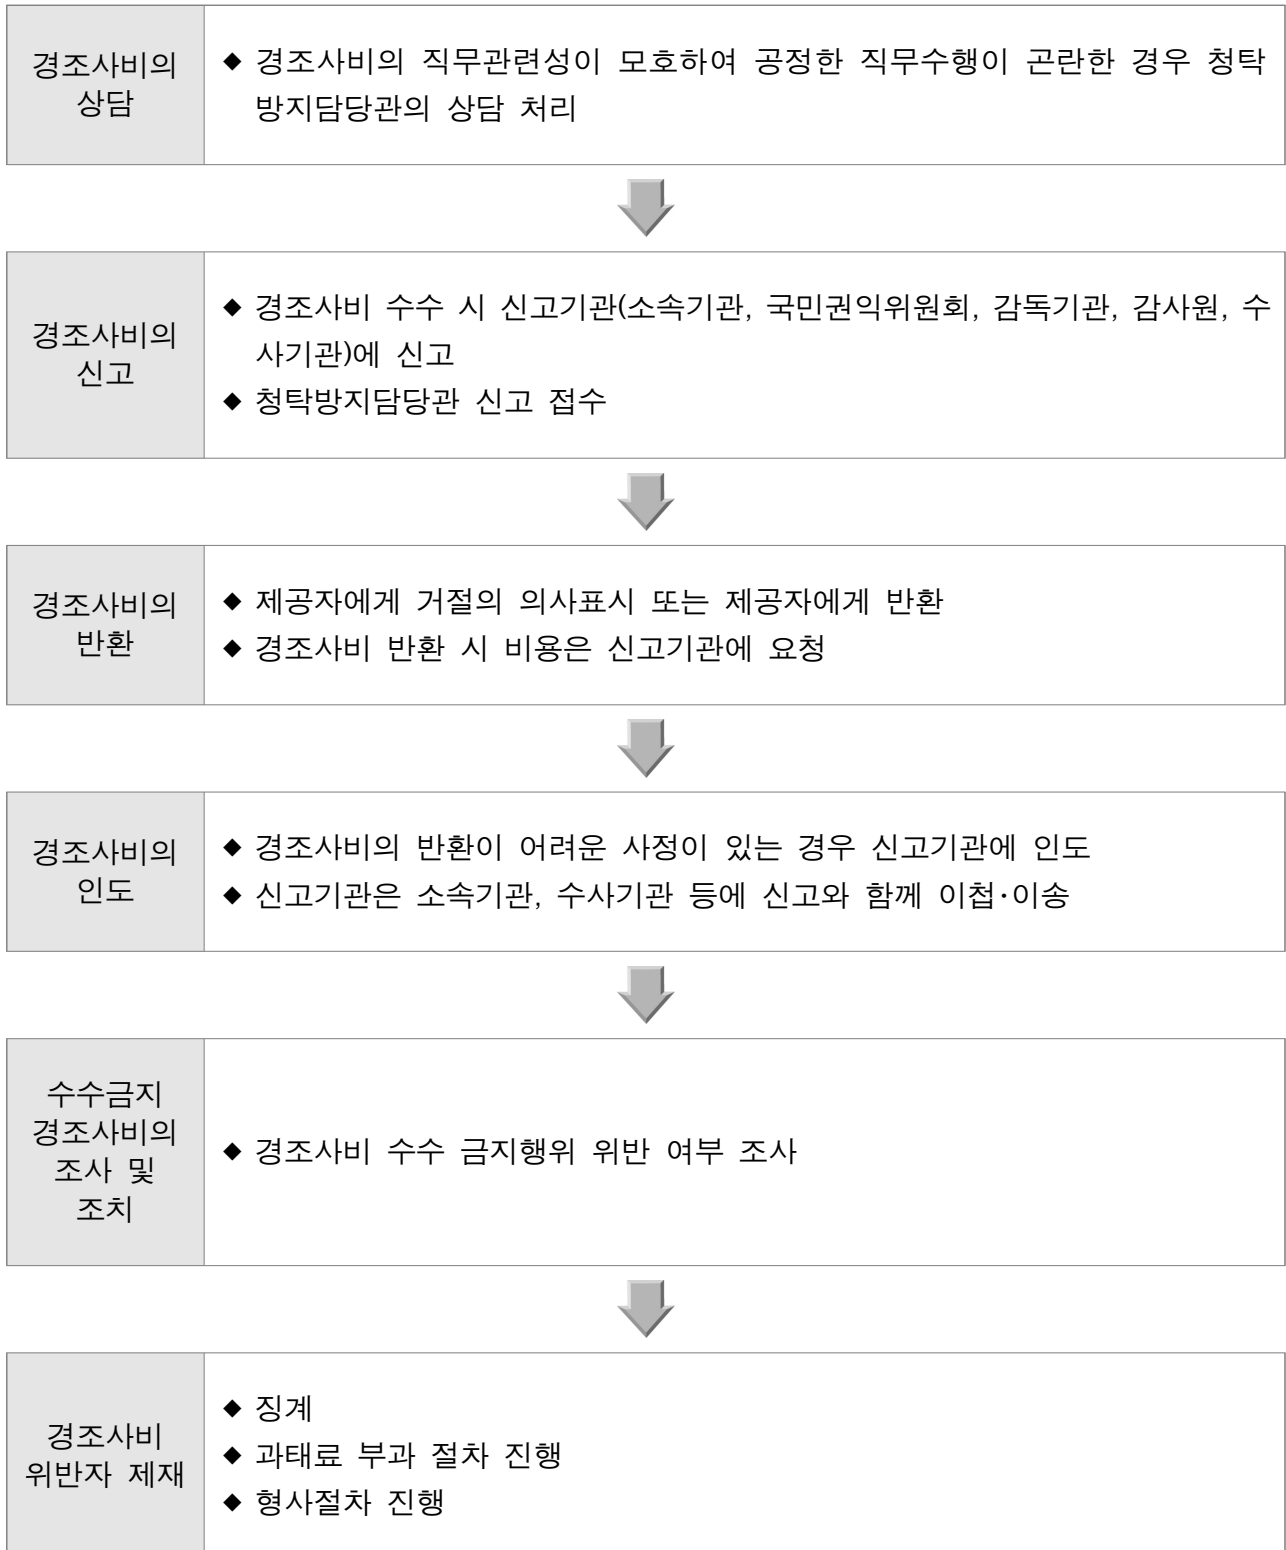 경조사비의
상담
◆ 경조사비의 직무관련성이 모호하여 공정한 직무수행이 곤란한 경우 청탁
방지담당관의 상담 처리
경조사비의
신고
◆ 경조사비 수수 시 신고기관(소속기관, 국민권익위원회, 감독기관, 감사원, 수
사기관)에 신고
◆ 청탁방지담당관 신고 접수
경조사비의
반환
◆ 제공자에게 거절의 의사표시 또는 제공자에게 반환
◆ 경조사비 반환 시 비용은 신고기관에 요청
경조사비의
인도
◆ 경조사비의 반환이 어려운 사정이 있는 경우 신고기관에 인도
◆ 신고기관은 소속기관, 수사기관 등에 신고와 함께 이첩·이송
수수금지
경조사비의
조사 및
조치
◆ 경조사비 수수 금지행위 위반 여부 조사
경조사비
위반자 제재
◆ 징계
◆ 과태료 부과 절차 진행
◆ 형사절차 진행